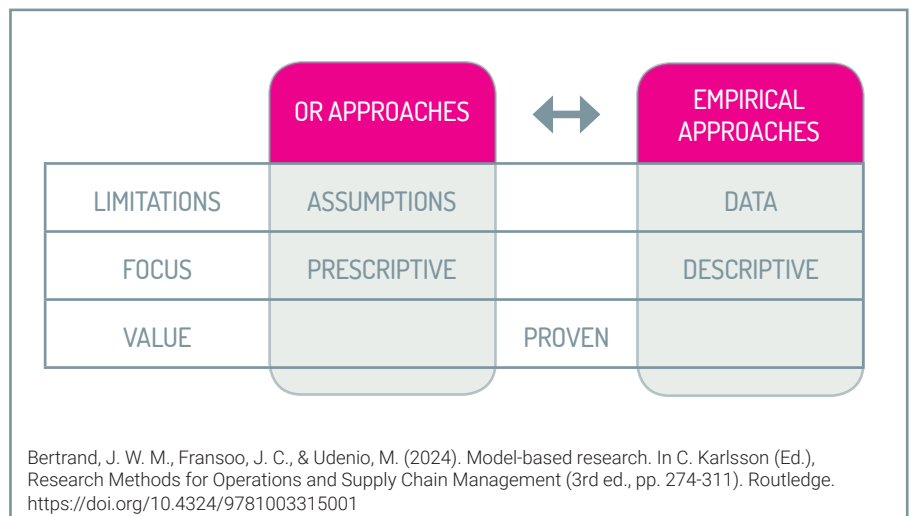 OR APPROACHES
EMPIRICAL
APPROACHES
LIMITATIONS ASSUMPTIONS DATA
FOCUS PRESCRIPTIVE DESCRIPTIVE
VALUE PROVEN
Bertrand, J. W. M., Fransoo, J. C., & Udenio, M. (2024). Model-based research. In C. Karlsson (Ed.),
Research Methods for Operations and Supply Chain Management (3rd ed., pp. 274-311). Routledge.
https://doi.org/10.4324/9781003315001